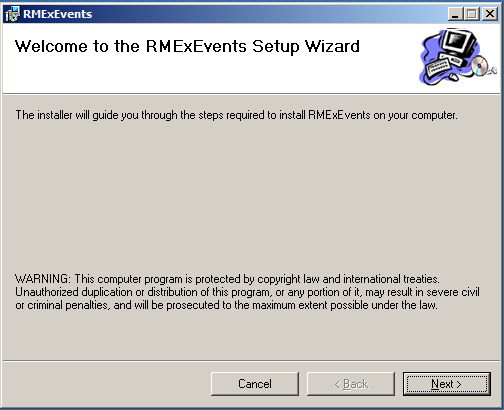 RMExEvents
Welcome to the RMExEvents Setup Wizard
The installer will guide you through the steps required to install RMExEvents on your computer.
WARNING: This computer program is protected by copyright law and international treaties.
Unauthorized duplication or distribution of this program, or any portion of it, may result in severe civil
or criminal penalties, and will be prosecuted to the maximum extent possible under the law.
Cancel
< Back
Next >